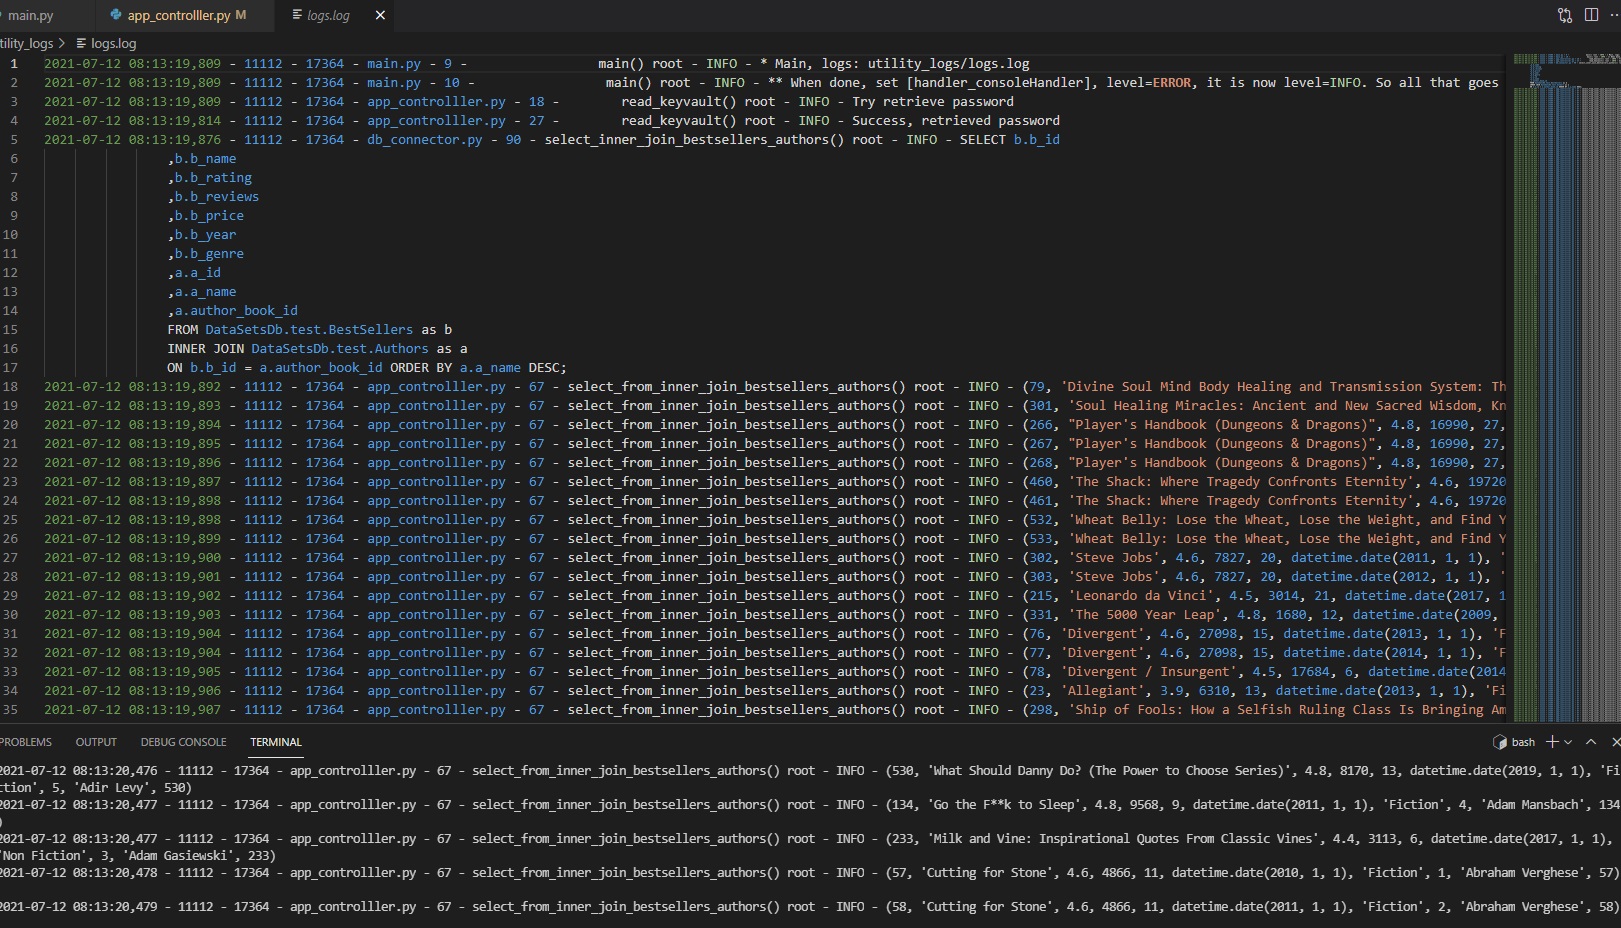 main.py app_controlller.py M logs.log
tility_logs > logs.log
1 2021-07-12 08:13:19,809 - 11112 - 17364 - main.py - 9 - main() root - INFO - * Main, logs: utility_logs/logs.log
2 2021-07-12 08:13:19,809 - 11112 - 17364 - main.py - 10 - main() root - INFO - ** When done, set [handler_consoleHandler], level=ERROR, it is now level=INFO. So all that goes
3 2021-07-12 08:13:19,809 - 11112 - 17364 - app_controlller.py - 18 - read_keyvault() root - INFO - Try retrieve password
4 2021-07-12 08:13:19,814 - 11112 - 17364 - app_controlller.py - 27 - read_keyvault() root - INFO - Success, retrieved password
5 2021-07-12 08:13:19,876 - 11112 - 17364 - db_connector.py - 90 - select_inner_join_bestsellers_authors() root - INFO - SELECT b.b_id
6 ,b.b_name
7 ,b.b_rating
8 ,b.b_reviews
9 ,b.b_price
10 ,b.b_year
11 ,b.b_genre
12 ,a.a_id
13 ,a.a_name
14 ,a.author_book_id
15 FROM DataSetsDb.test.BestSellers as b
16 INNER JOIN DataSetsDb.test.Authors as a
17 ON b.b_id = a.author_book_id ORDER BY a.a_name DESC;
18 2021-07-12 08:13:19,892 - 11112 - 17364 - app_controlller.py - 67 - select_from_inner_join_bestsellers_authors() root - INFO - (79, 'Divine Soul Mind Body Healing and Transmission System: Th
19 2021-07-12 08:13:19,893 - 11112 - 17364 - app_controlller.py - 67 - select_from_inner_join_bestsellers_authors() root - INFO - (301, 'Soul Healing Miracles: Ancient and New Sacred Wisdom, Kn
20 2021-07-12 08:13:19,894 - 11112 - 17364 - app_controlller.py - 67 - select_from_inner_join_bestsellers_authors() root - INFO - (266, "Player's Handbook (Dungeons & Dragons)", 4.8, 16990, 27,
21 2021-07-12 08:13:19,895 - 11112 - 17364 - app_controlller.py - 67 - select_from_inner_join_bestsellers_authors() root - INFO - (267, "Player's Handbook (Dungeons & Dragons)", 4.8, 16990, 27,
22 2021-07-12 08:13:19,896 - 11112 - 17364 - app_controlller.py - 67 - select_from_inner_join_bestsellers_authors() root - INFO - (268, "Player's Handbook (Dungeons & Dragons)", 4.8, 16990, 27,
23 2021-07-12 08:13:19,897 - 11112 - 17364 - app_controlller.py - 67 - select_from_inner_join_bestsellers_authors() root - INFO - (460, 'The Shack: Where Tragedy Confronts Eternity', 4.6, 19720
24 2021-07-12 08:13:19,898 - 11112 - 17364 - app_controlller.py - 67 - select_from_inner_join_bestsellers_authors() root - INFO - (461, 'The Shack: Where Tragedy Confronts Eternity', 4.6, 19720
25 2021-07-12 08:13:19,898 - 11112 - 17364 - app_controlller.py - 67 - select_from_inner_join_bestsellers_authors() root - INFO - (532, 'Wheat Belly: Lose the Wheat, Lose the Weight, and Find Y
26 2021-07-12 08:13:19,899 - 11112 - 17364 - app_controlller.py - 67 - select_from_inner_join_bestsellers_authors() root - INFO - (533, 'Wheat Belly: Lose the Wheat, Lose the Weight, and Find Y
27 2021-07-12 08:13:19,900 - 11112 - 17364 - app_controlller.py - 67 - select_from_inner_join_bestsellers_authors() root - INFO - (302, 'Steve Jobs', 4.6, 7827, 20, datetime.date(2011, 1, 1), '
28 2021-07-12 08:13:19,901 - 11112 - 17364 - app_controlller.py - 67 - select_from_inner_join_bestsellers_authors() root - INFO - (303, 'Steve Jobs', 4.6, 7827, 20, datetime.date(2012, 1, 1), '
29 2021-07-12 08:13:19,902 - 11112 - 17364 - app_controlller.py - 67 - select_from_inner_join_bestsellers_authors() root - INFO - (215, 'Leonardo da Vinci', 4.5, 3014, 21, datetime.date(2017, 1
30 2021-07-12 08:13:19,903 - 11112 - 17364 - app_controlller.py - 67 - select_from_inner_join_bestsellers_authors() root - INFO - (331, 'The 5000 Year Leap', 4.8, 1680, 12, datetime.date(2009,
31 2021-07-12 08:13:19,904 - 11112 - 17364 - app_controlller.py - 67 - select_from_inner_join_bestsellers_authors() root - INFO - (76, 'Divergent', 4.6, 27098, 15, datetime.date(2013, 1, 1), 'F
32 2021-07-12 08:13:19,904 - 11112 - 17364 - app_controlller.py - 67 - select_from_inner_join_bestsellers_authors() root - INFO - (77, 'Divergent', 4.6, 27098, 15, datetime.date(2014, 1, 1), 'F
33 2021-07-12 08:13:19,905 - 11112 - 17364 - app_controlller.py - 67 - select_from_inner_join_bestsellers_authors() root - INFO - (78, 'Divergent / Insurgent', 4.5, 17684, 6, datetime.date(2014
34 2021-07-12 08:13:19,906 - 11112 - 17364 - app_controlller.py - 67 - select_from_inner_join_bestsellers_authors() root - INFO - (23, 'Allegiant', 3.9, 6310, 13, datetime.date(2013, 1, 1), 'Fi
35 2021-07-12 08:13:19,907 - 11112 - 17364 - app_controlller.py - 67 - select_from_inner_join_bestsellers_authors() root - INFO - (298, 'Ship of Fools: How a Selfish Ruling Class Is Bringing Am
PROBLEMS OUTPUT DEBUG CONSOLE TERMINAL bash
2021-07-12 08:13:20,476 - 11112 - 17364 - app_controlller.py - 67 - select_from_inner_join_bestsellers_authors() root - INFO - (530, 'What Should Danny Do? (The Power to Choose Series)', 4.8, 8170, 13, datetime.date(2019, 1, 1), 'Fi
ction', 5, 'Adir Levy', 530)
2021-07-12 08:13:20,477 - 11112 - 17364 - app_controlller.py - 67 - select_from_inner_join_bestsellers_authors() root - INFO - (134, 'Go the F**k to Sleep', 4.8, 9568, 9, datetime.date(2011, 1, 1), 'Fiction', 4, 'Adam Mansbach', 134
)
2021-07-12 08:13:20,477 - 11112 - 17364 - app_controlller.py - 67 - select_from_inner_join_bestsellers_authors() root - INFO - (233, 'Milk and Vine: Inspirational Quotes From Classic Vines', 4.4, 3113, 6, datetime.date(2017, 1, 1),
'Non Fiction', 3, 'Adam Gasiewski', 233)
2021-07-12 08:13:20,478 - 11112 - 17364 - app_controlller.py - 67 - select_from_inner_join_bestsellers_authors() root - INFO - (57, 'Cutting for Stone', 4.6, 4866, 11, datetime.date(2010, 1, 1), 'Fiction', 1, 'Abraham Verghese', 57)
2021-07-12 08:13:20,479 - 11112 - 17364 - app_controlller.py - 67 - select_from_inner_join_bestsellers_authors() root - INFO - (58, 'Cutting for Stone', 4.6, 4866, 11, datetime.date(2011, 1, 1), 'Fiction', 2, 'Abraham Verghese', 58)